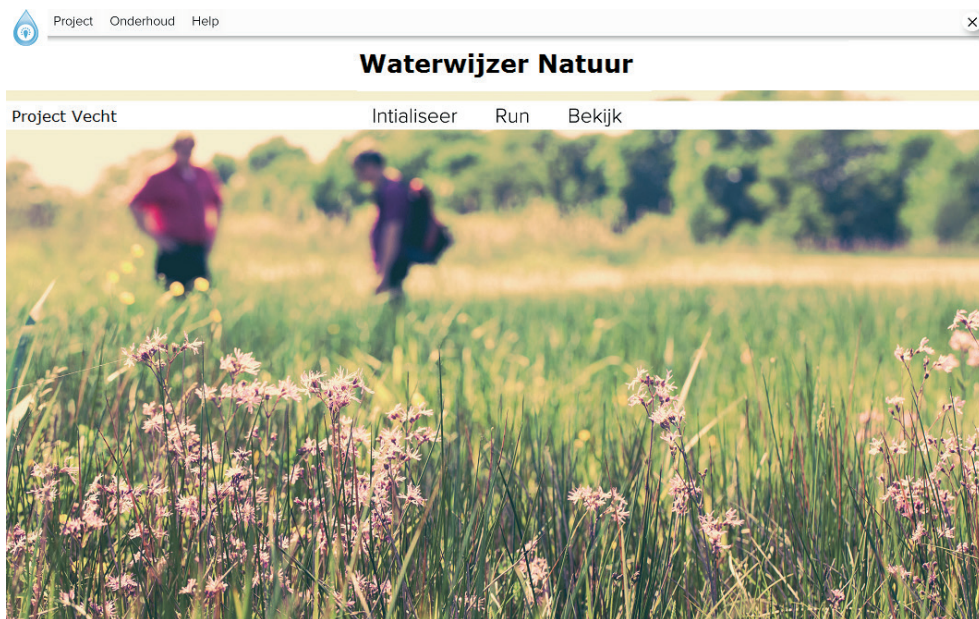 Project Onderhoud Help
Waterwijzer Natuur
Project Vecht Intialiseer Run Bekijk